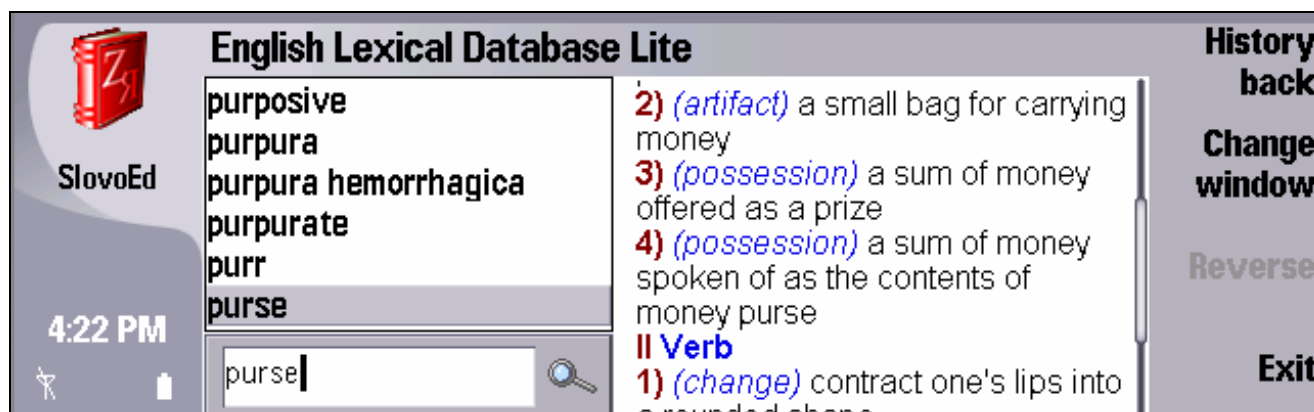 English Lexical Database Lite
SlovoEd
4:22 PM
purposive
purpura
purpura hemorrhagica
purpurate
purr
purse
purse
2) (artifact) a small bag for carrying
money
3) (possession) a sum of money
offered as a prize
4) (possession) a sum of money
spoken of as the contents of
money purse
II Verb
1) (change) contract one's lips into
a rounded shape
History
back
Change
window
Reverse
Exit